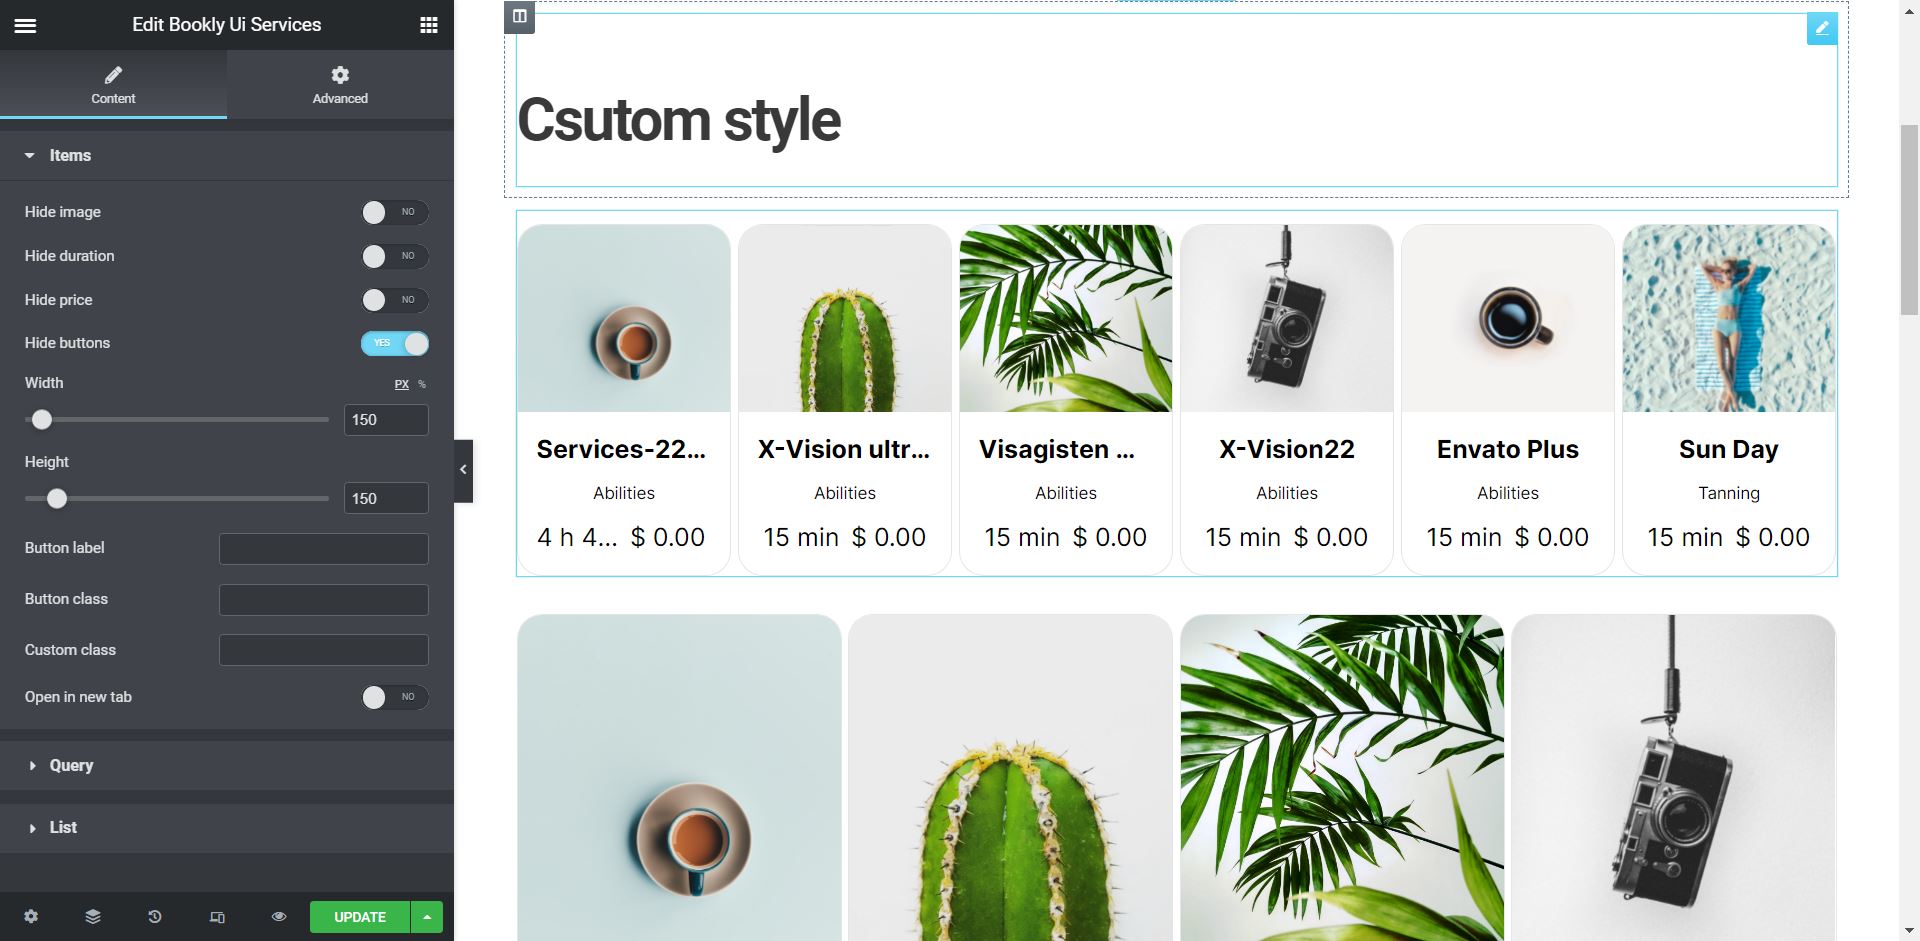 Edit Bookly Ui Services
Content
Advanced
Items
Hide image
NO
Hide duration
NO
Hide price
NO
Hide buttons
YES
Width
PX %
150
Height
150
Button label
Button class
Custom class
Open in new tab
NO
Query
List
UPDATE
Csutom style
Services-22...
Abilities
4 h 4... $ 0.00
X-Vision ultr...
Abilities
15 min $ 0.00
Visagisten ...
Abilities
15 min $ 0.00
X-Vision22
Abilities
15 min $ 0.00
Envato Plus
Abilities
15 min $ 0.00
Sun Day
Tanning
15 min $ 0.00